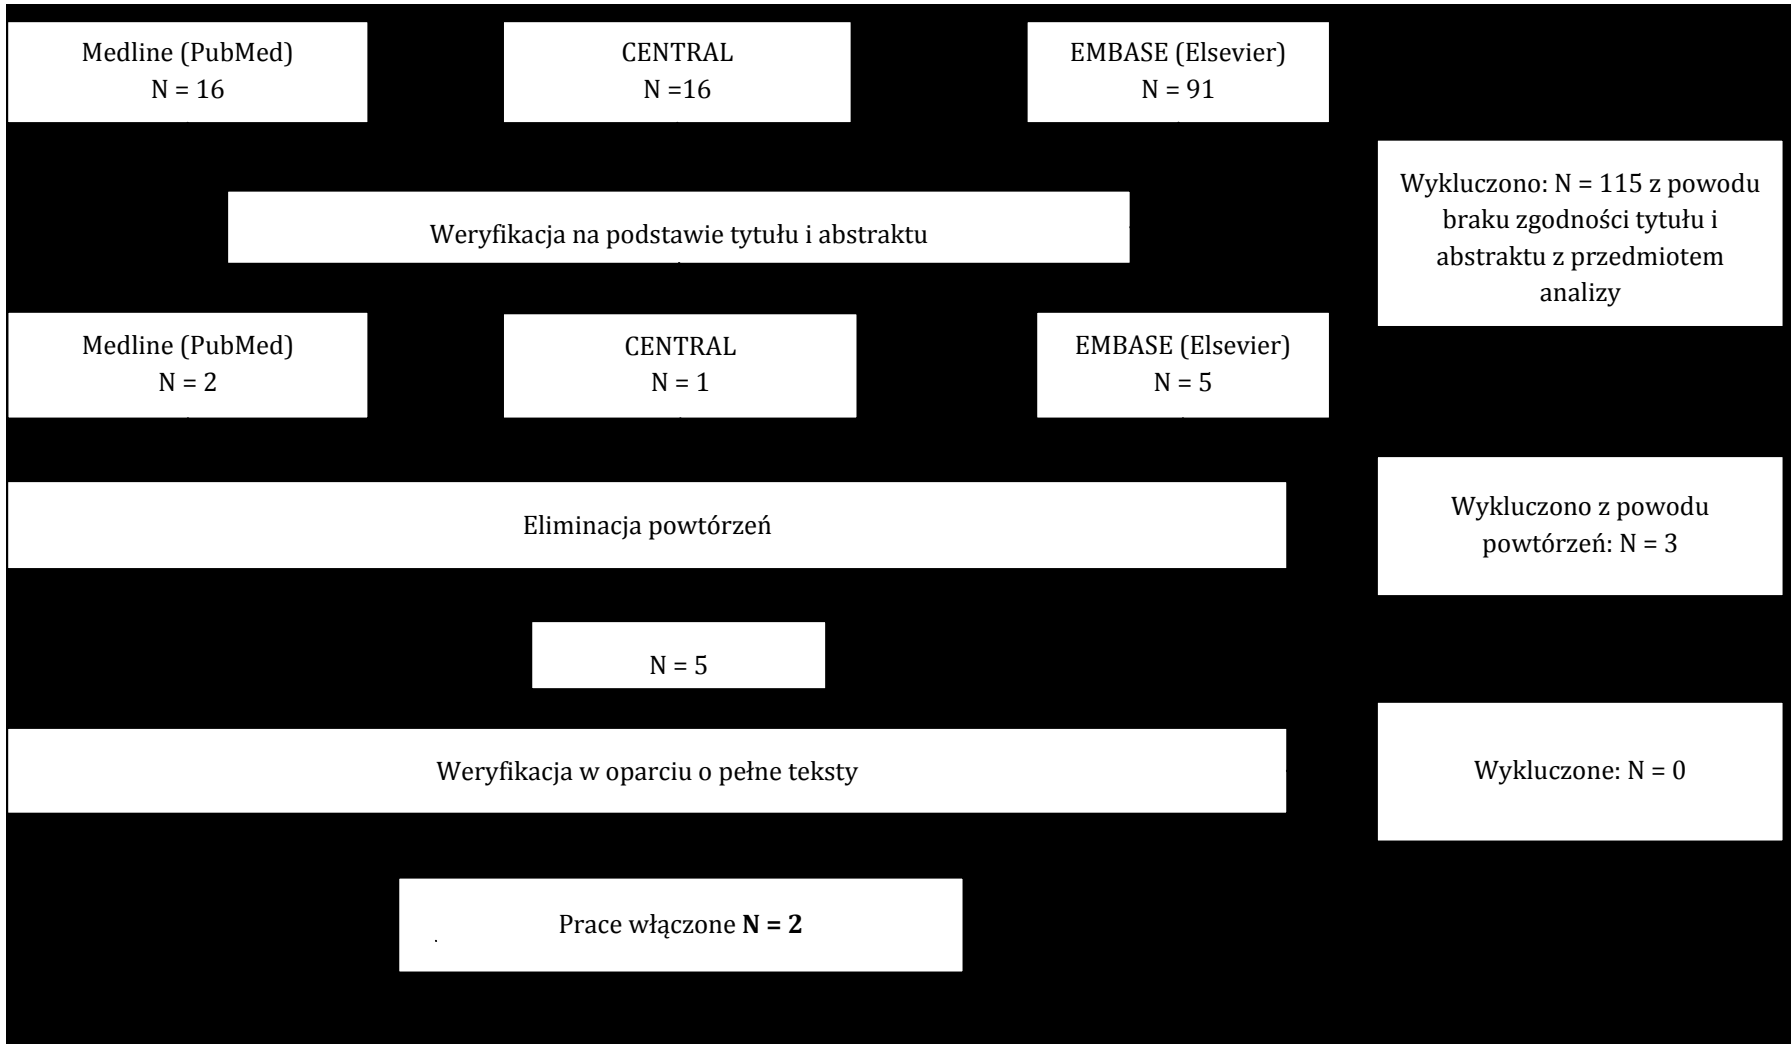 Medline (PubMed)
N = 16
CENTRAL
N =16
EMBASE (Elsevier)
N = 91
Wykluczono: N = 115 z powodu
braku zgodności tytułu i
abstraktu z przedmiotem
analizy
Weryfikacja na podstawie tytułu i abstraktu
Medline (PubMed)
N = 2
CENTRAL
N = 1
EMBASE (Elsevier)
N = 5
Eliminacja powtórzeń
Wykluczono z powodu
powtórzeń: N = 3
N = 5
Weryfikacja w oparciu o pełne teksty
Wykluczone: N = 0
Prace włączone N = 2